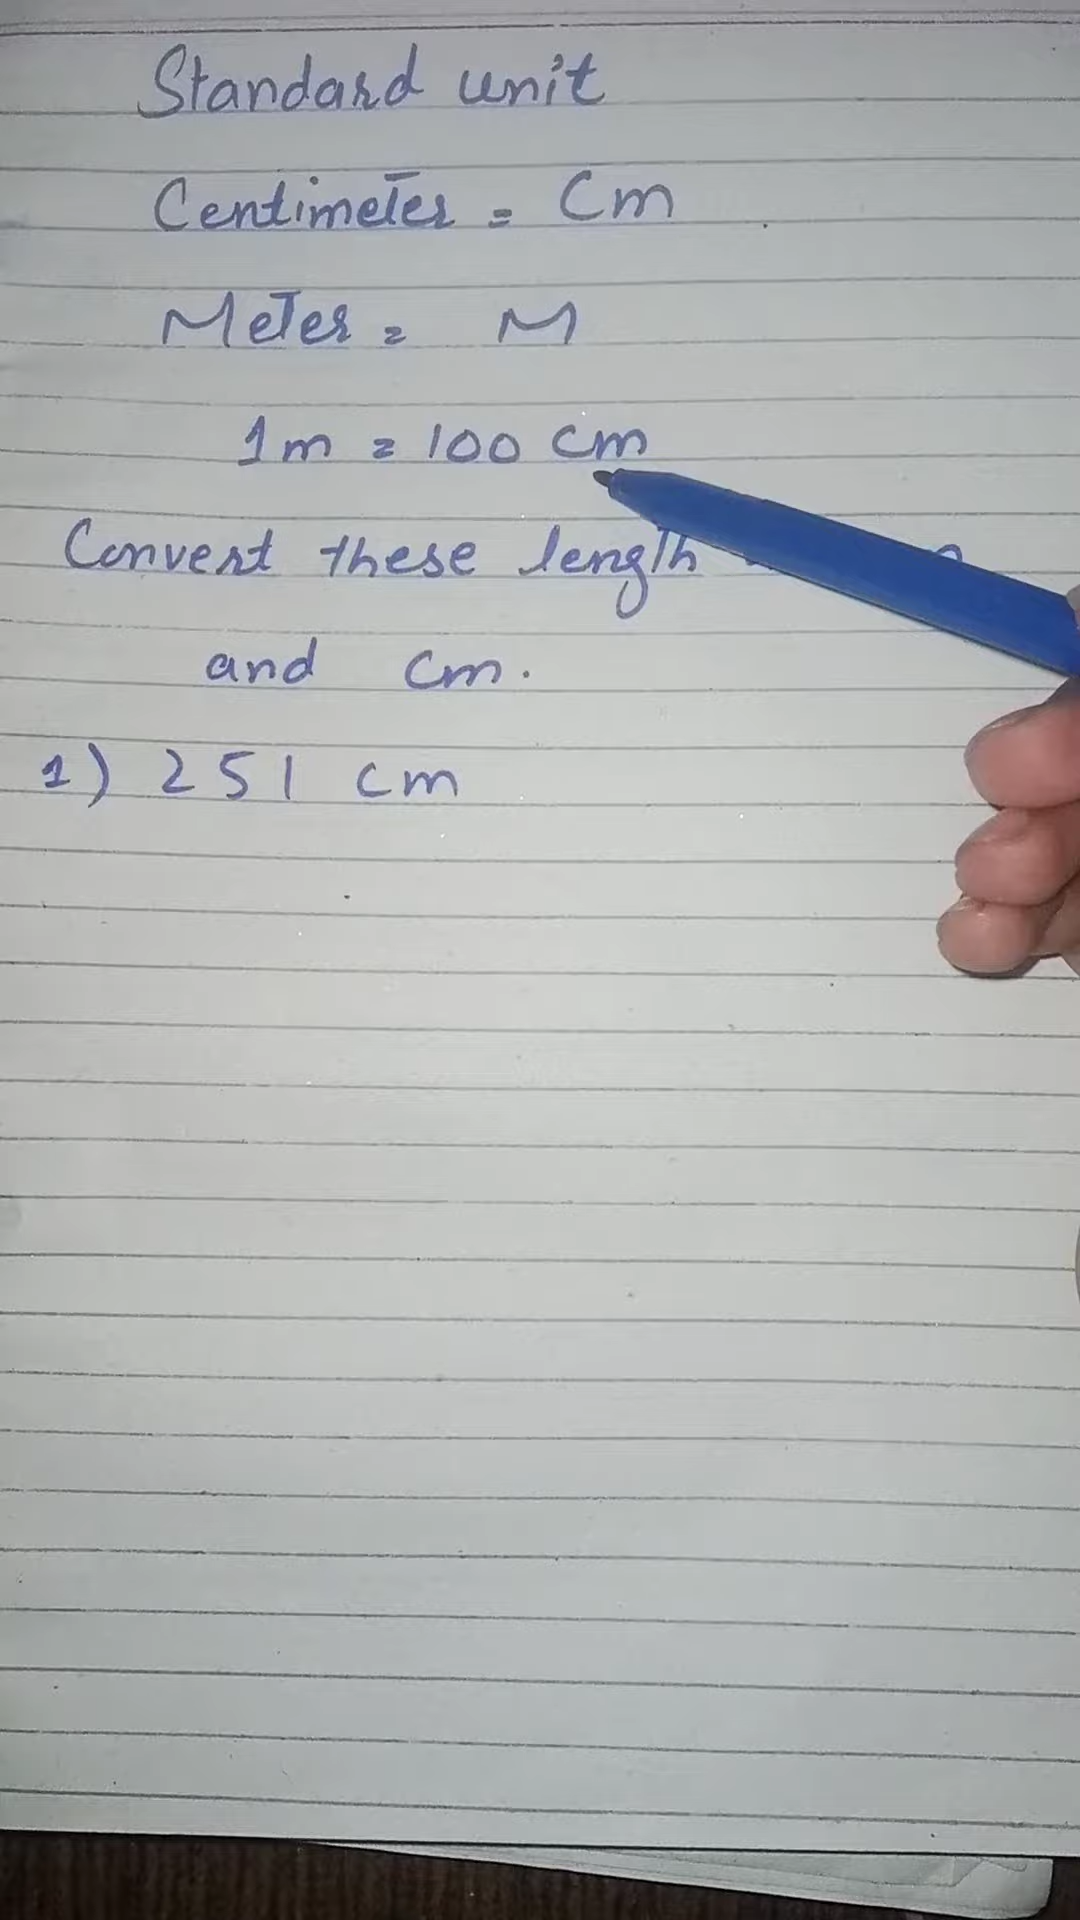 Standard unit
Centimeter = Cm
Meter = M
1m = 100 cm
Convert these length
and cm.
1) 251 cm